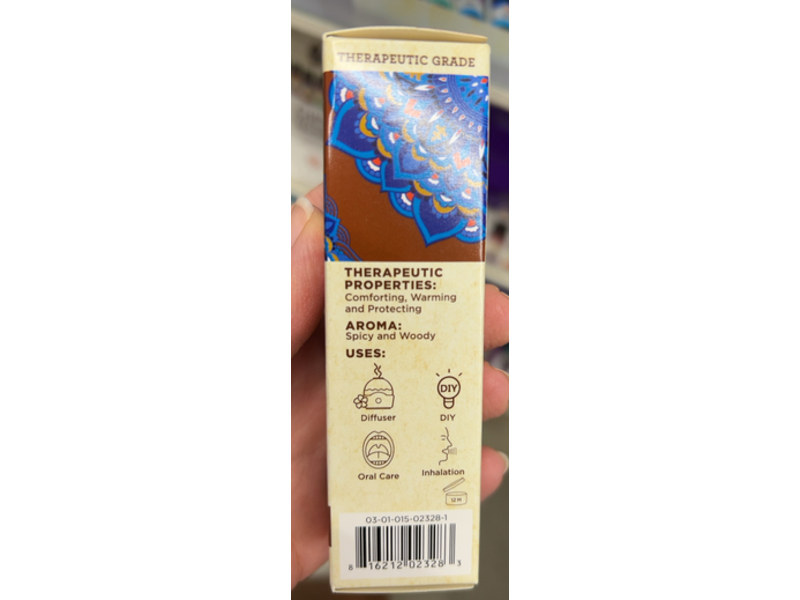 THERAPEUTIC GRADE
THERAPEUTIC
PROPERTIES:
Comforting, Warming
and Protecting
AROMA:
Spicy and Woody
USES:
DIY
Diffuser
DIY
Oral Care
Inhalation
12 M
03-01-015-02328-1
8 16212 02328 3